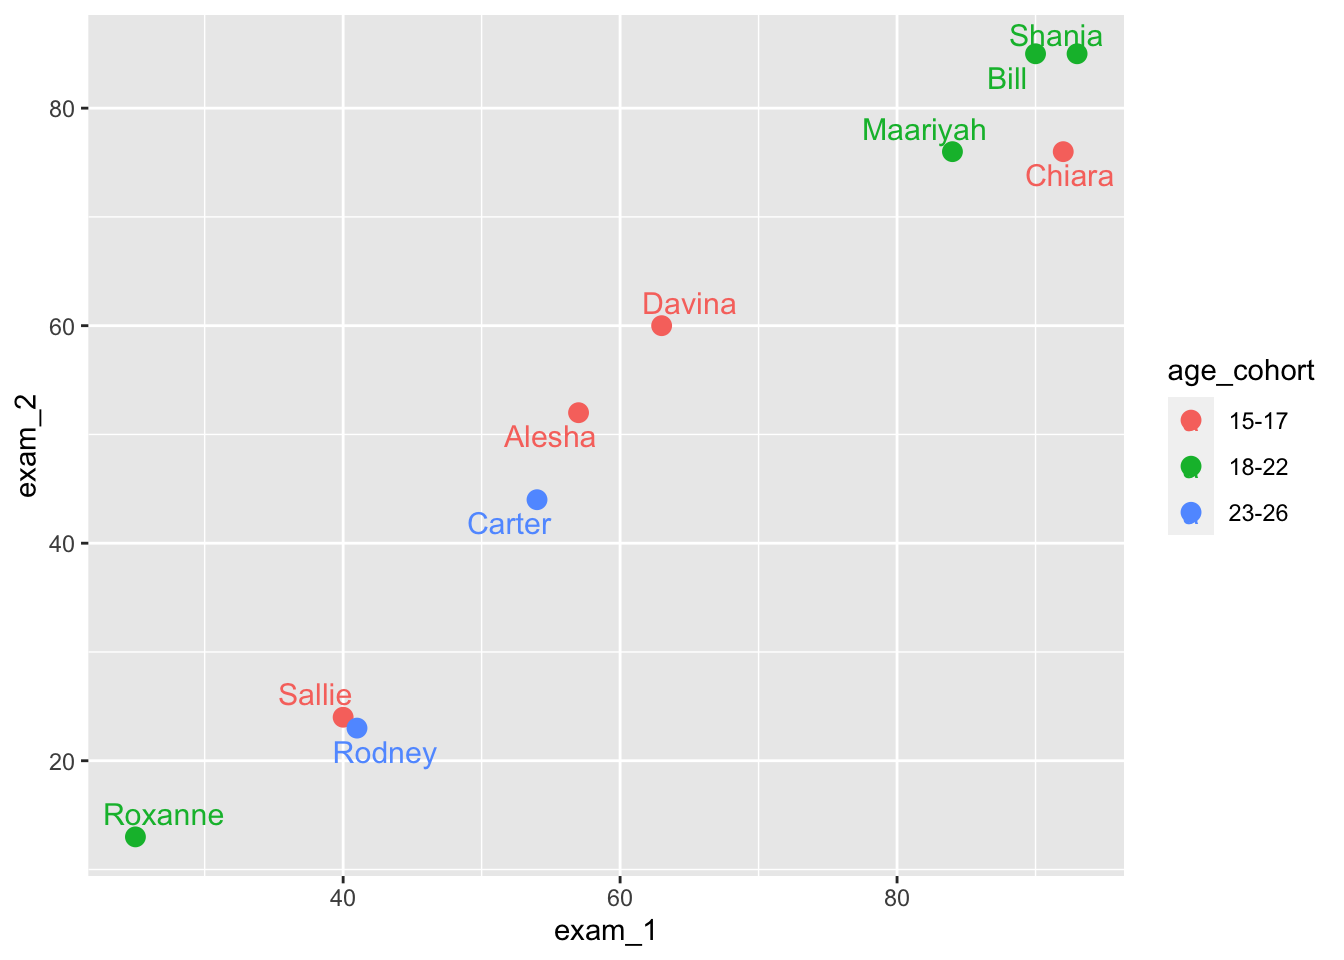 Shania
Bill
80
Maariyah
Chiara
Davina
60
age_cohort
15-17
Alesha
exam_2
18-22
Carter
23-26
40
Sallie
Rodney
20
Roxanne
40 60 80
exam_1